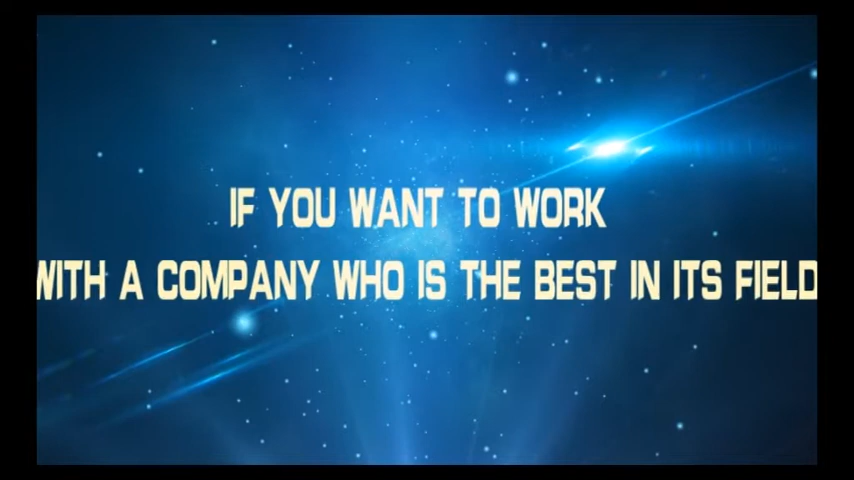 IF YOU WANT TO WORK
WITH A COMPANY WHO IS THE BEST IN ITS FIELD